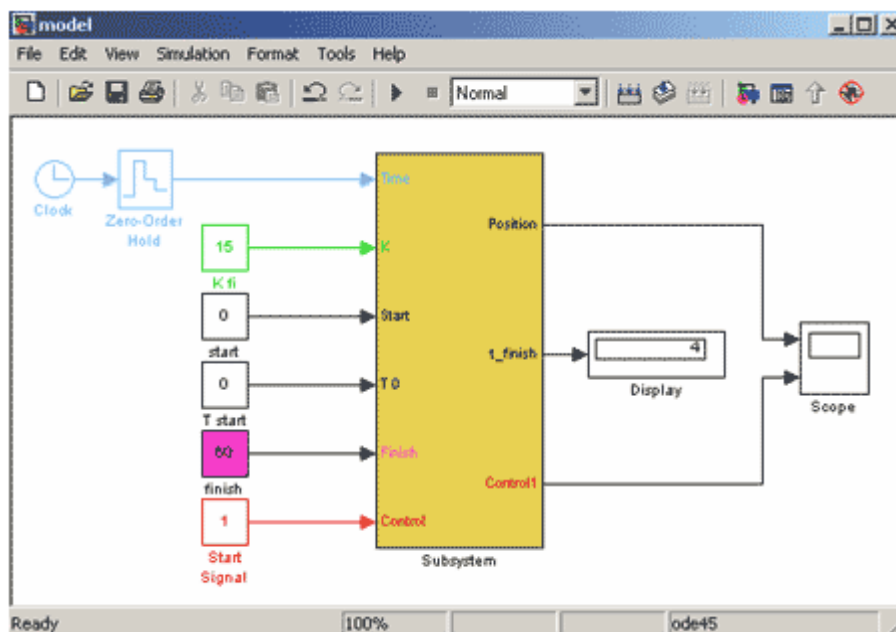 model
File Edit View Simulation Format Tools Help
Normal
Clock
Zero-Order
Hold
Time
15
K fi
K
0
start
Start
0
T start
T 0
60
finish
Finish
1
Start
Signal
Control
Position
t_finish
Control1
Subsystem
4
Display
Scope
Ready 100% ode45